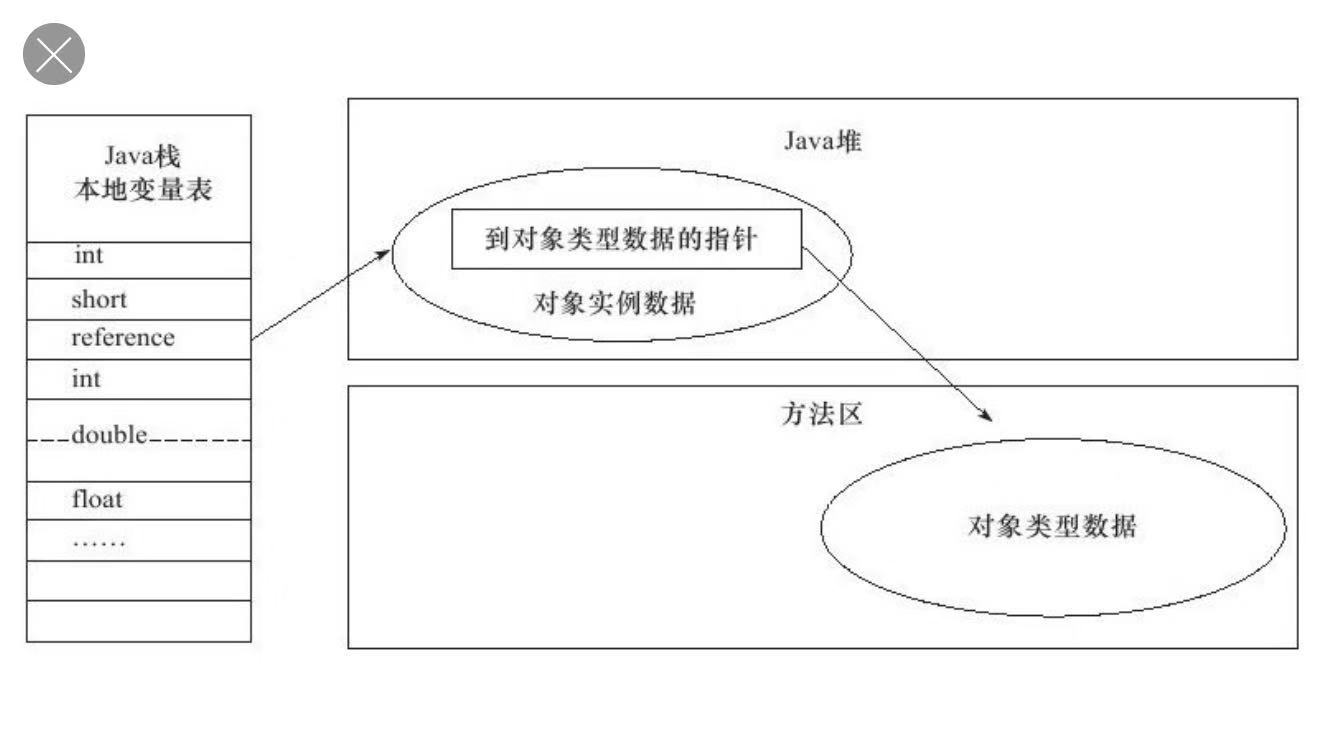 Java栈
本地变量表
int
short
reference
int
double
float
……
Java堆
到对象类型数据的指针
对象实例数据
方法区
对象类型数据